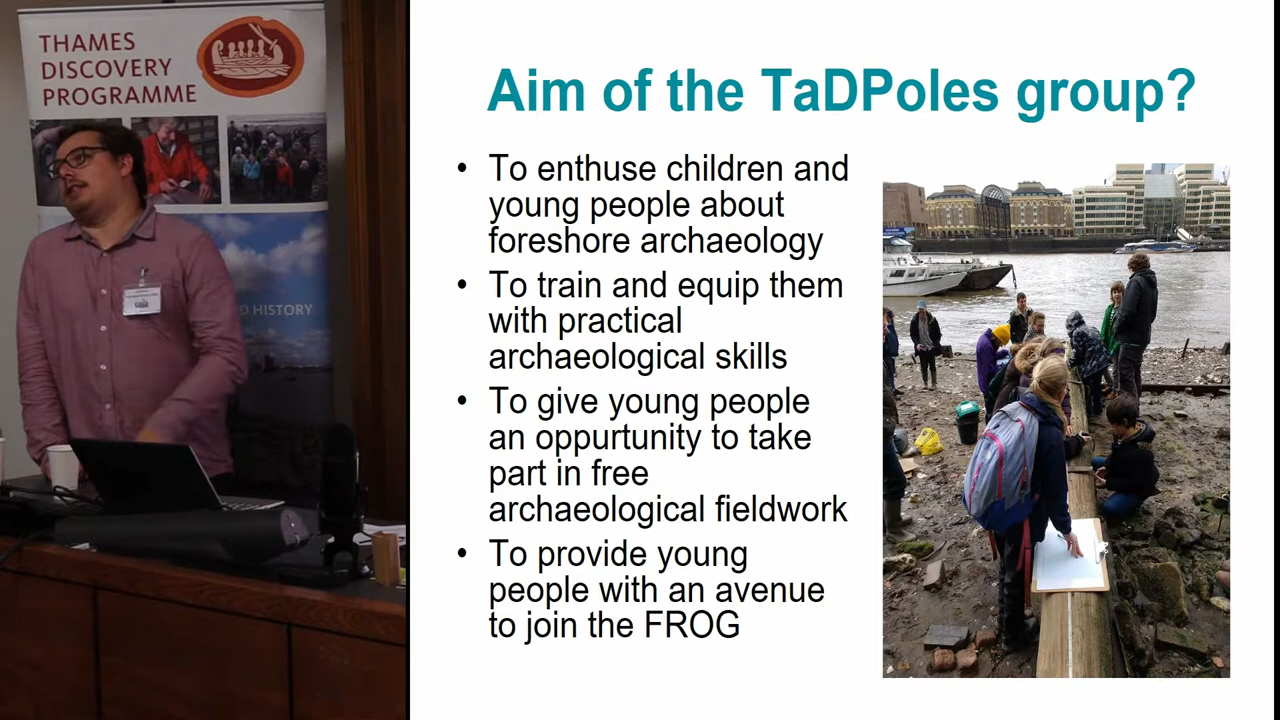 THAMES
DISCOVERY
PROGRAMME
D HISTORY
Aim of the TaDPoles group?
• To enthuse children and
young people about
foreshore archaeology
• To train and equip them
with practical
archaeological skills
• To give young people
an oppurtunity to take
part in free
archaeological fieldwork
• To provide young
people with an avenue
to join the FROG